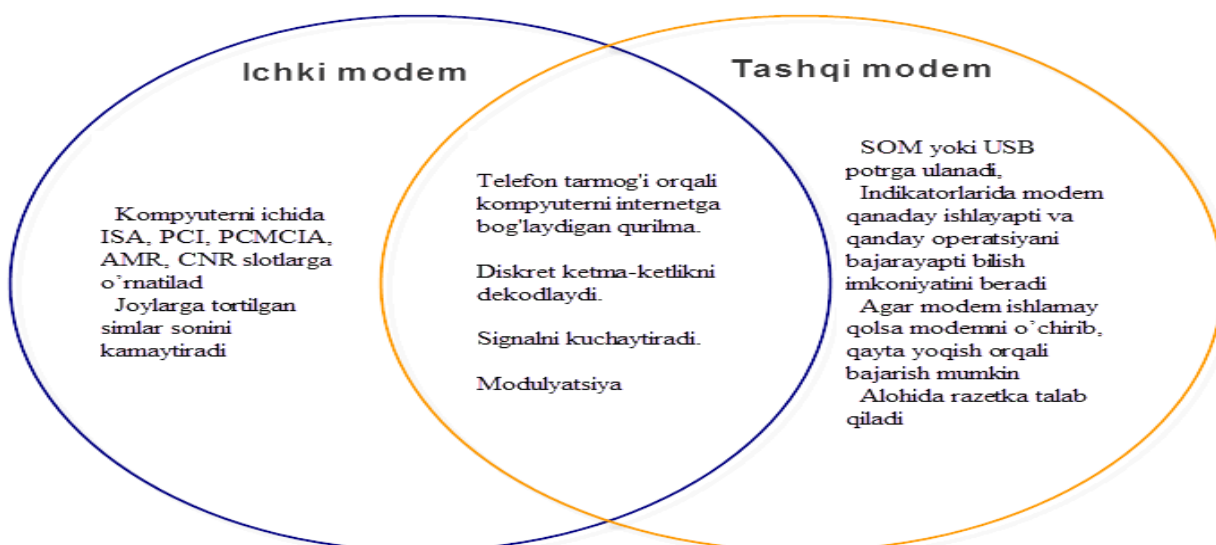 Ichki modem
Tashqi modem
Kompyuterni ichida
ISA, PCI, PCMCIA,
AMR, CNR slotlarga
o’rnatilad
Joylarga tortilgan
simlar sonini
kamaytiradi
Telefon tarmog'i orqali
kompyuterni internetga
bog'laydigan qurilma.
Diskret ketma-ketlikni
dekodlaydi.
Signalni kuchaytiradi.
Modulyatsiya
SOM yoki USB
potrga ulanadi,
Indikatorlarida modem
qanaday ishlayapti va
qanday operatsiyani
bajarayapti bilish
imkoniyatini beradi
Agar modem ishlamay
qolsa modemni o’chirib,
qayta yoqish orqali
bajarish mumkin
Alohida razetka talab
qiladi